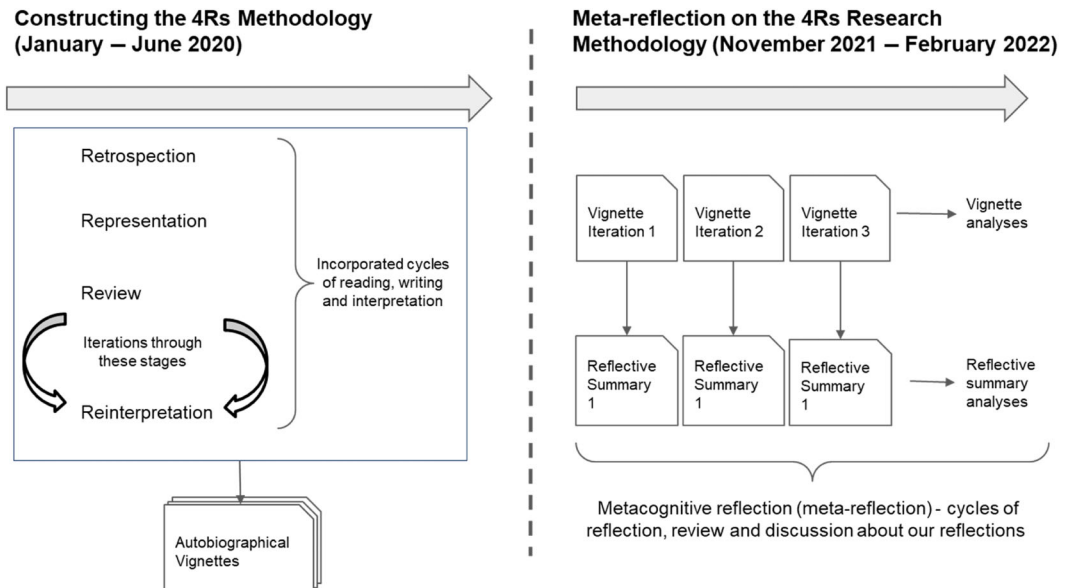 Constructing the 4Rs Methodology
(January – June 2020)
Retrospection
Representation
Review
Iterations through
these stages
Reinterpretation
Incorporated cycles
of reading, writing
and interpretation
Autobiographical
Vignettes
Meta-reflection on the 4Rs Research
Methodology (November 2021 – February 2022)
Vignette
Iteration 1
Vignette
Iteration 2
Vignette
Iteration 3
Vignette
analyses
Reflective
Summary
1
Reflective
Summary
1
Reflective
Summary
1
Reflective
summary
analyses
Metacognitive reflection (meta-reflection) - cycles of
reflection, review and discussion about our reflections